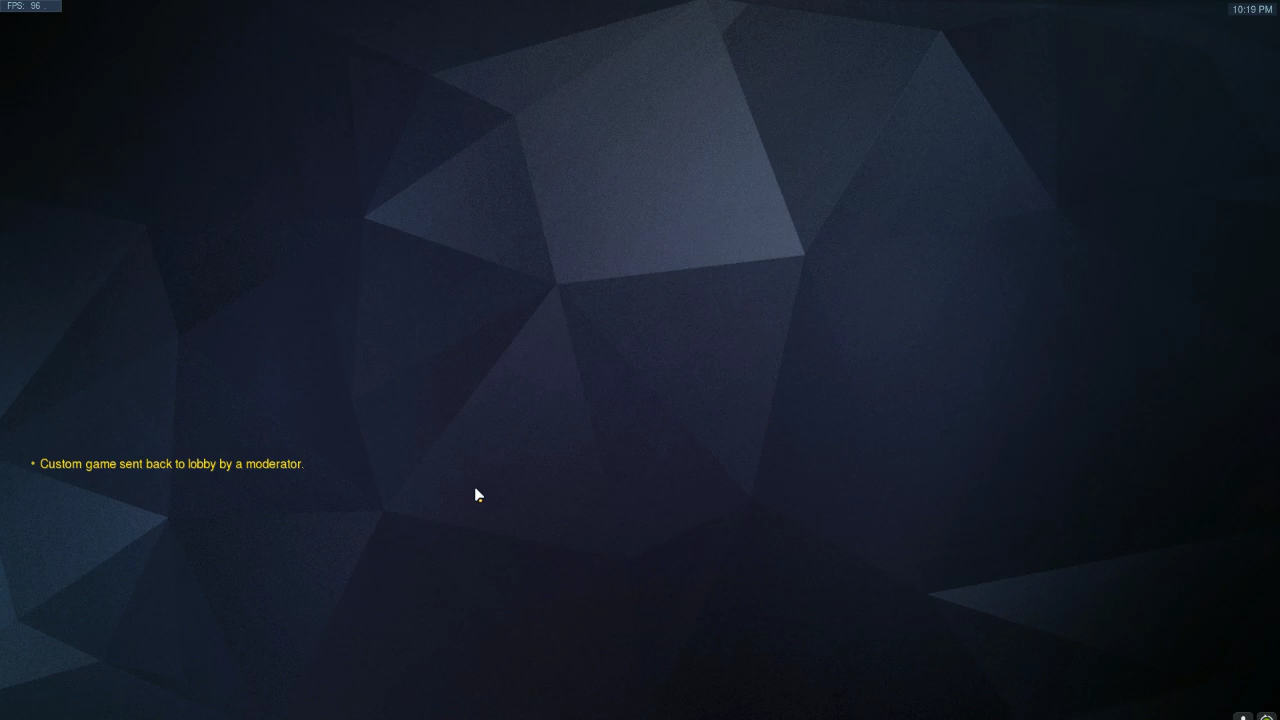 FPS: 96 .
10:19 PM
• Custom game sent back to lobby by a moderator.